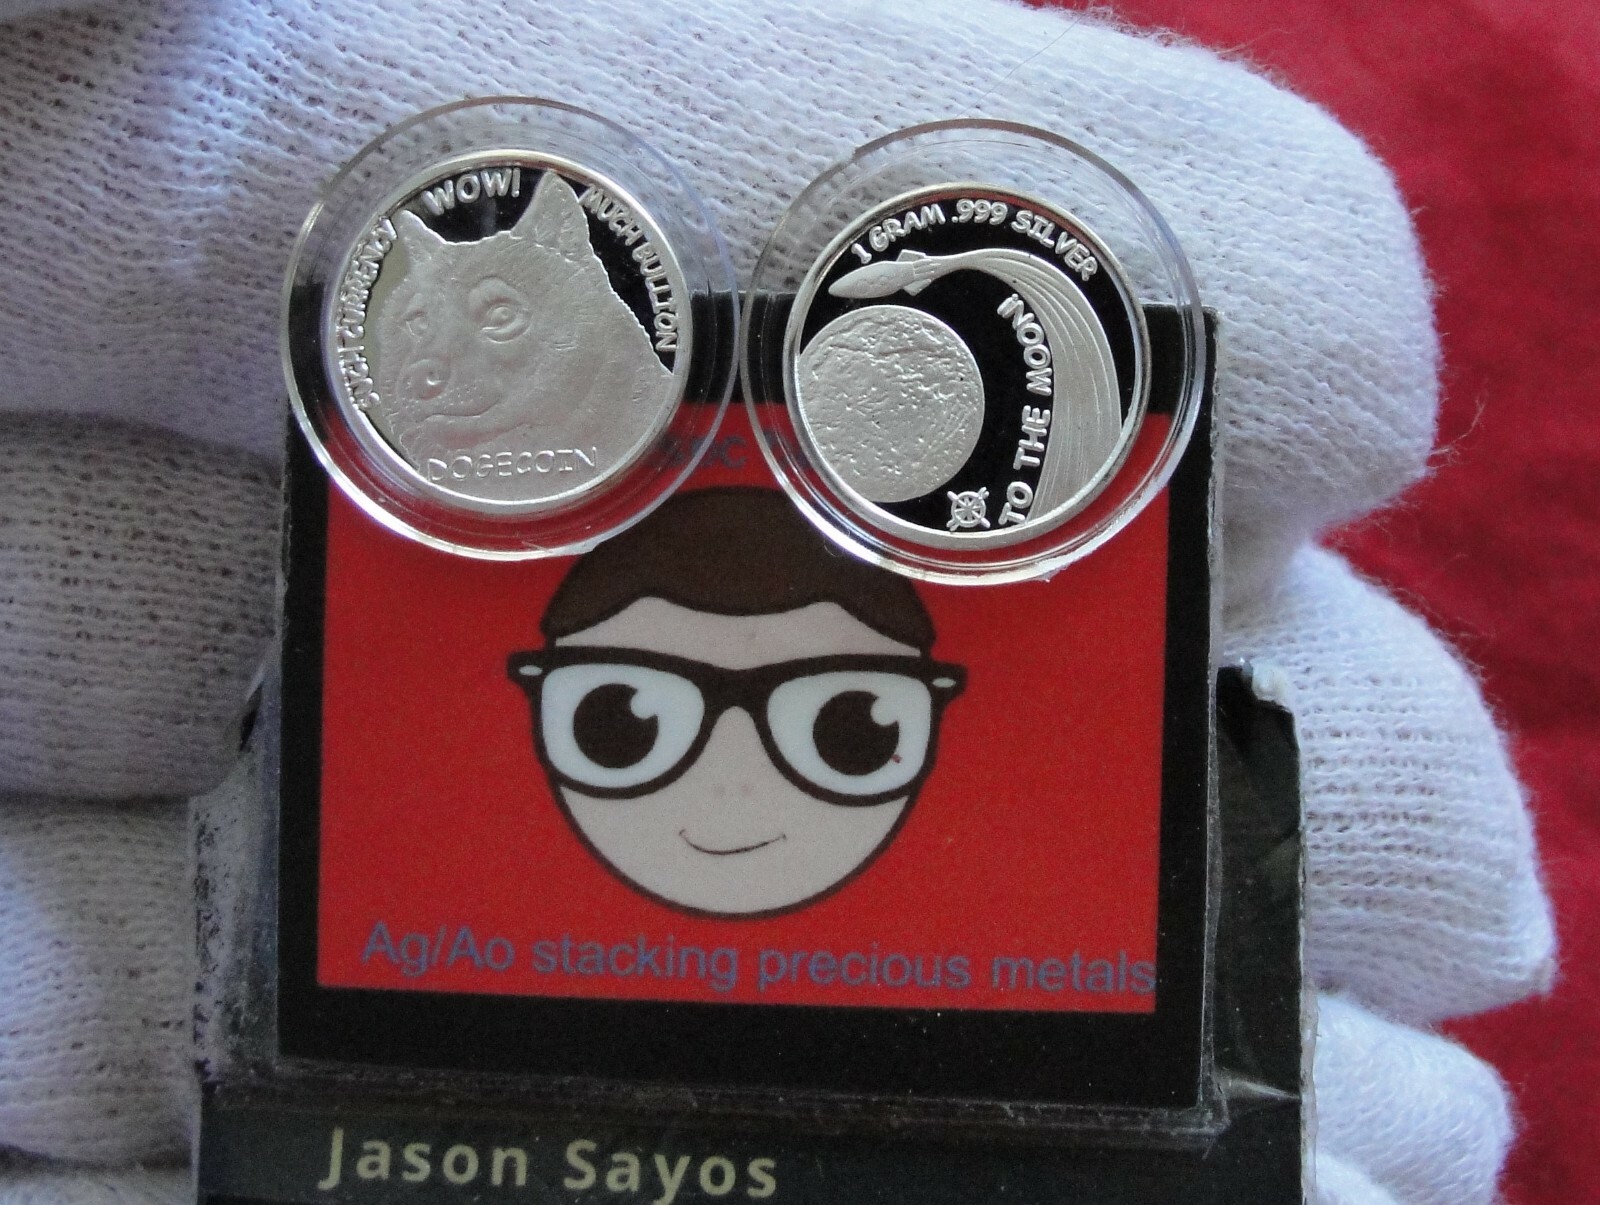 SUCH CURRENCY
WOW!
MUCH BULLION
DOGECOIN
1 GRAM .999 SILVER
TO THE MOON!
Ag/Ao stacking precious metals
Jason Sayos